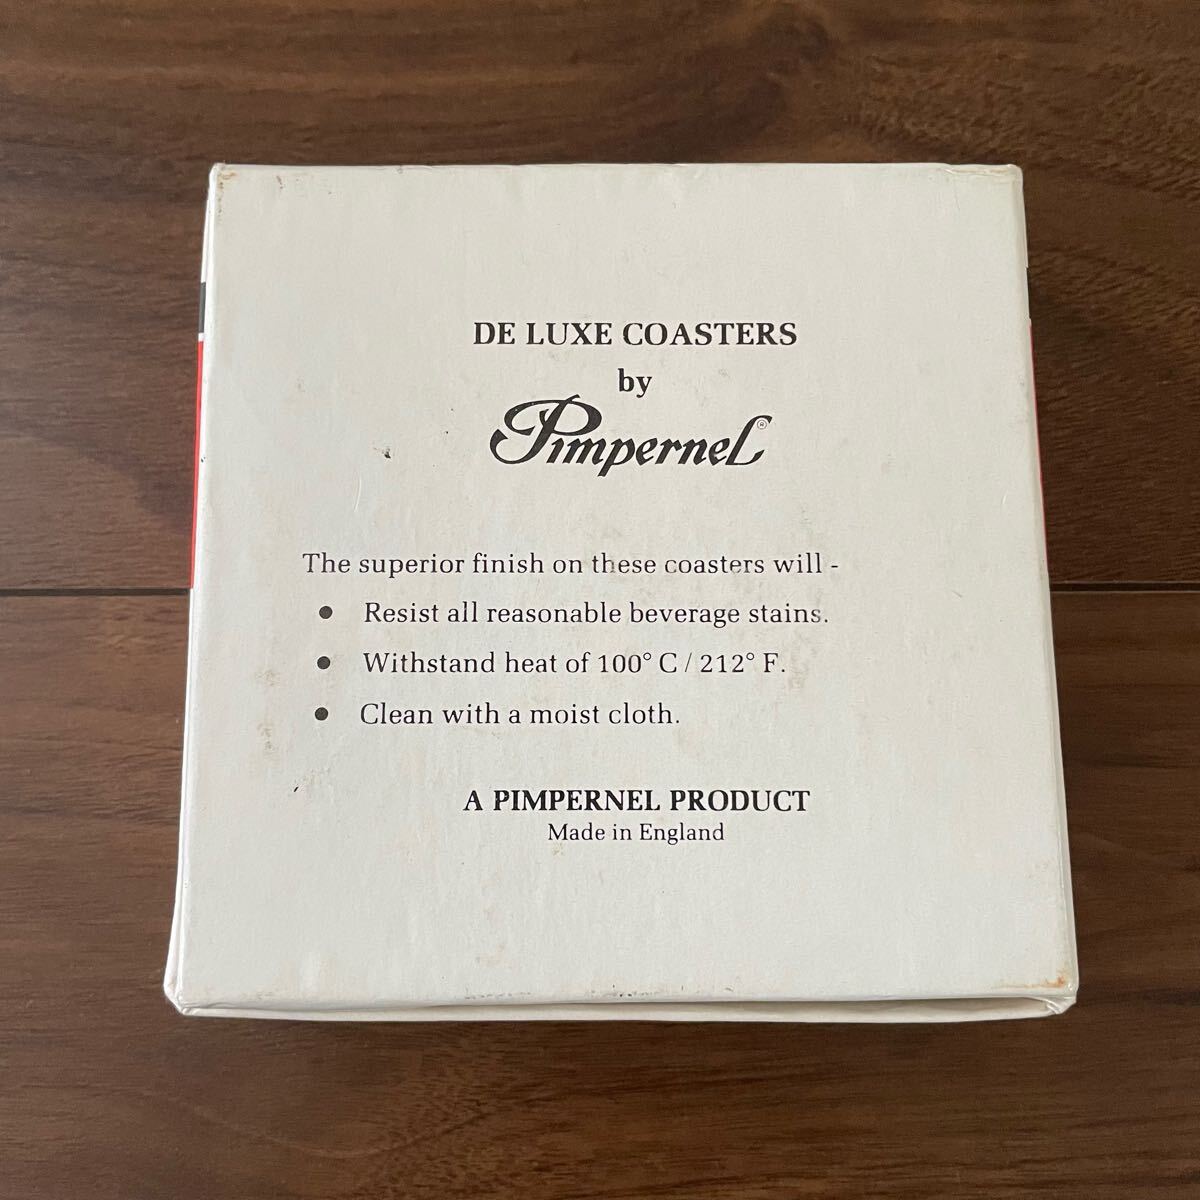 DE LUXE COASTERS
by
Pimpernel®
The superior finish on these coasters will -
● Resist all reasonable beverage stains.
● Withstand heat of 100° C / 212° F.
● Clean with a moist cloth.
A PIMPERNEL PRODUCT
Made in England